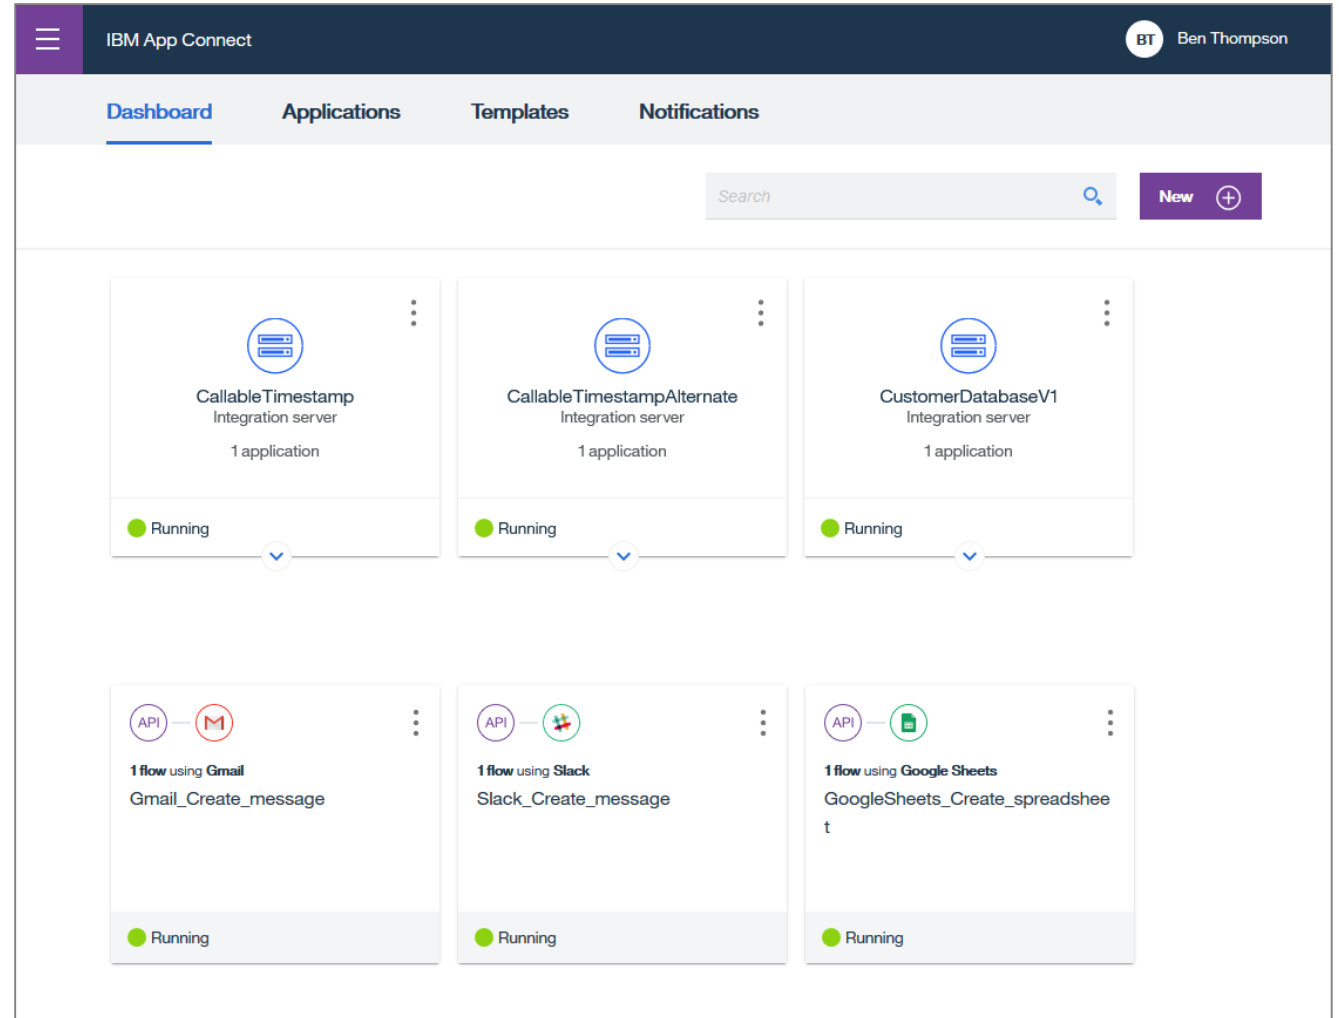 IBM App Connect
BT Ben Thompson
Dashboard Applications Templates Notifications
Search
New
CallableTimestamp
Integration server
1 application
Running
CallableTimestampAlternate
Integration server
1 application
Running
CustomerDatabaseV1
Integration server
1 application
Running
API
1 flow using Gmail
Gmail_Create_message
Running
API
1 flow using Slack
Slack_Create_message
Running
API
1 flow using Google Sheets
GoogleSheets_Create_spreadshee
t
Running